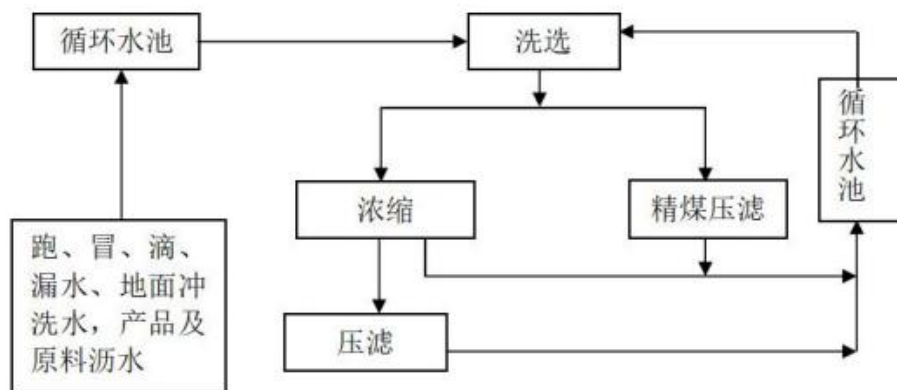 循环水池
洗选
循
环
水
池
浓缩
精煤压滤
跑、冒、滴、
漏水、地面冲
洗水，产品及
原料沥水
压滤